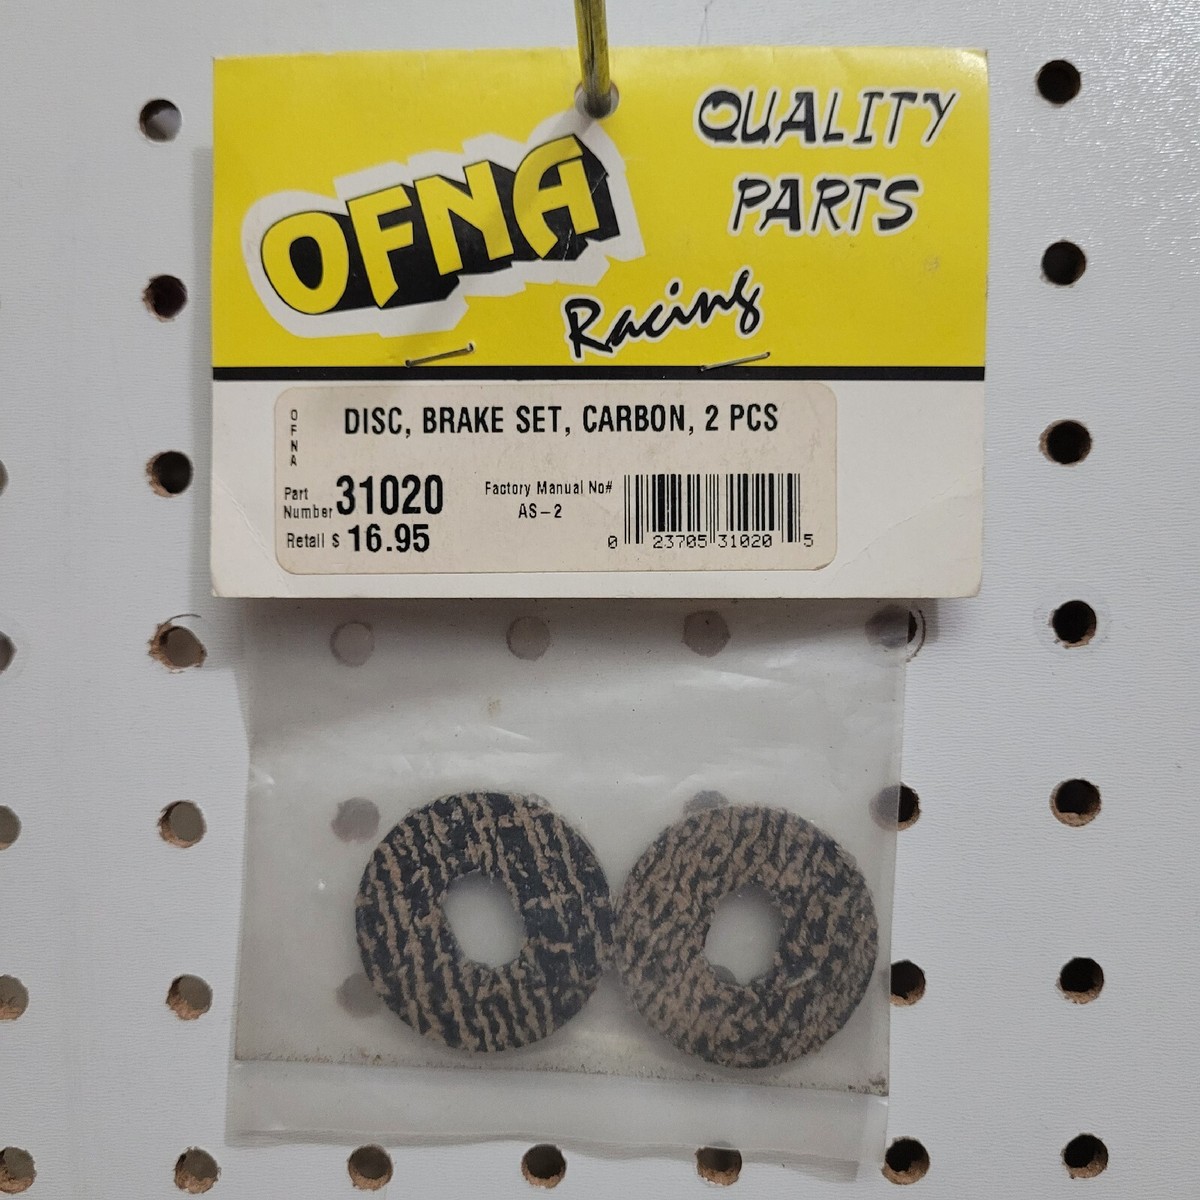 OFNA
Racing
QUALITY
PARTS
OFNA
DISC, BRAKE SET, CARBON, 2 PCS
Part
Number 31020
Retail $ 16.95
Factory Manual No#
AS-2
0 23705 31020 5